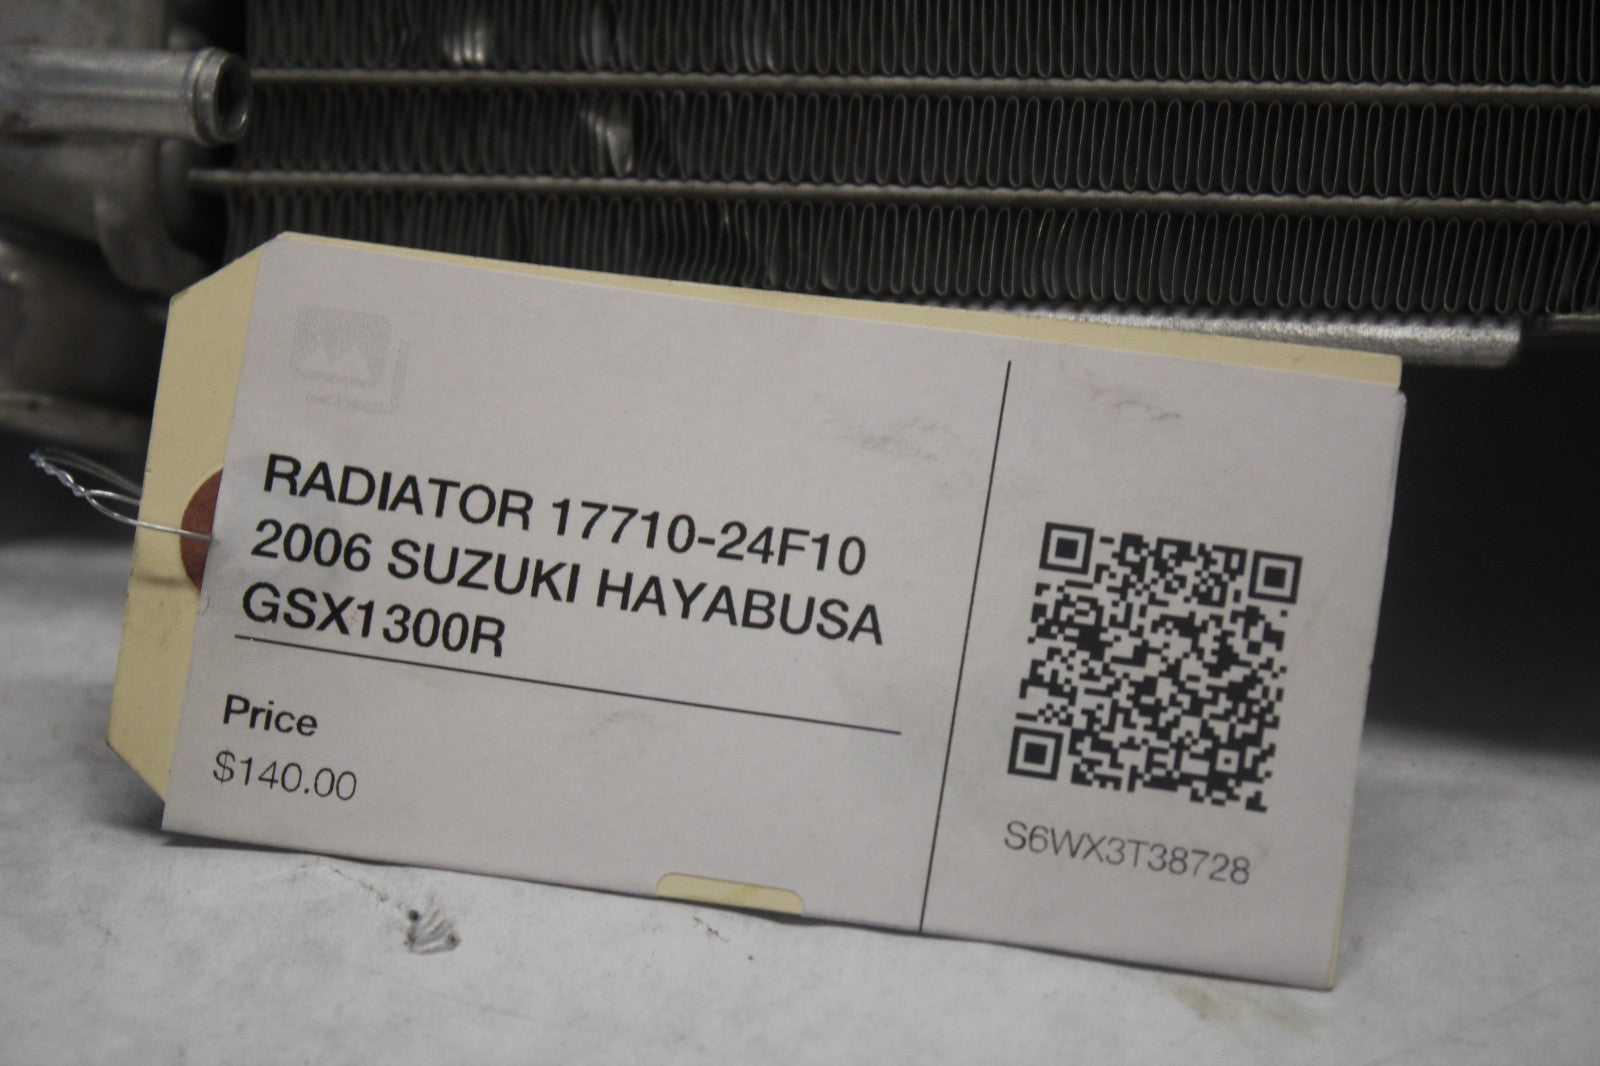 RADIATOR 17710-24F10
2006 SUZUKI HAYABUSA
GSX1300R
Price
$140.00
S6WX3T38728